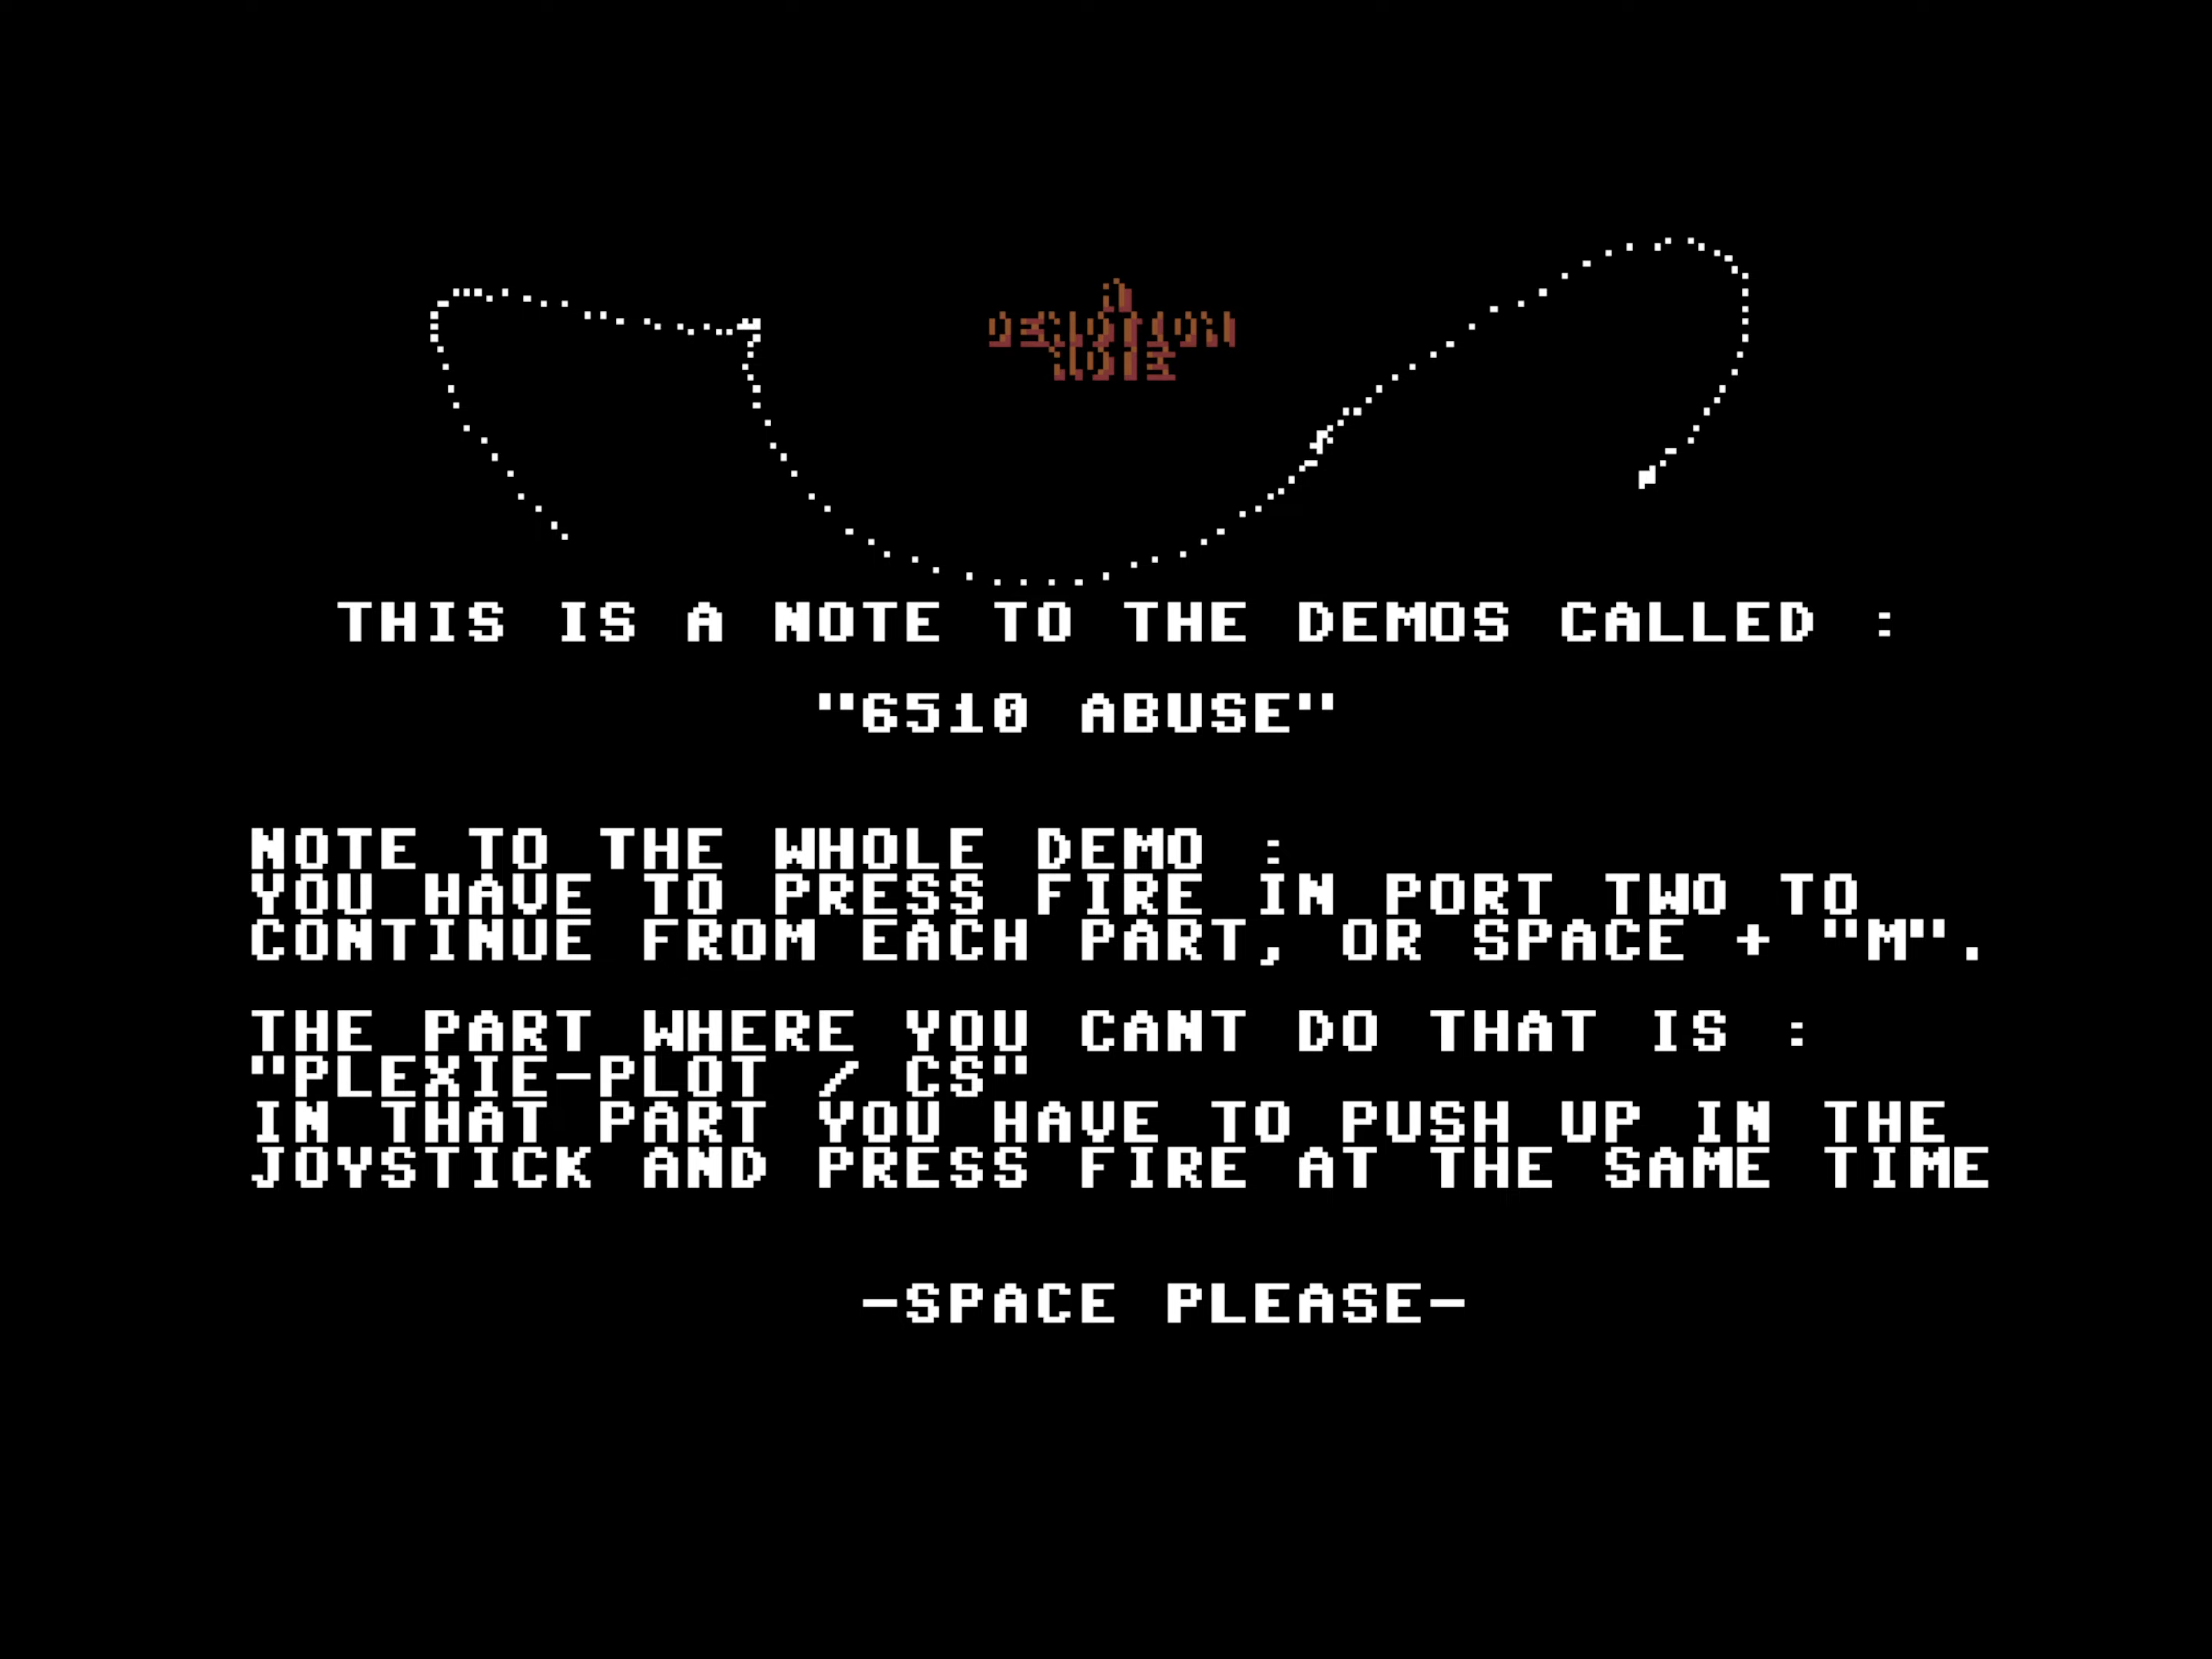 THIS IS A NOTE TO THE DEMOS CALLED :
"6510 ABUSE"
NOTE TO THE WHOLE DEMO :
YOU HAVE TO PRESS FIRE IN PORT TWO TO
CONTINUE FROM EACH PART, OR SPACE + "M".
THE PART WHERE YOU CANT DO THAT IS :
"PLEXIE-PLOT / CS"
IN THAT PART YOU HAVE TO PUSH UP IN THE
JOYSTICK AND PRESS FIRE AT THE SAME TIME
-SPACE PLEASE-